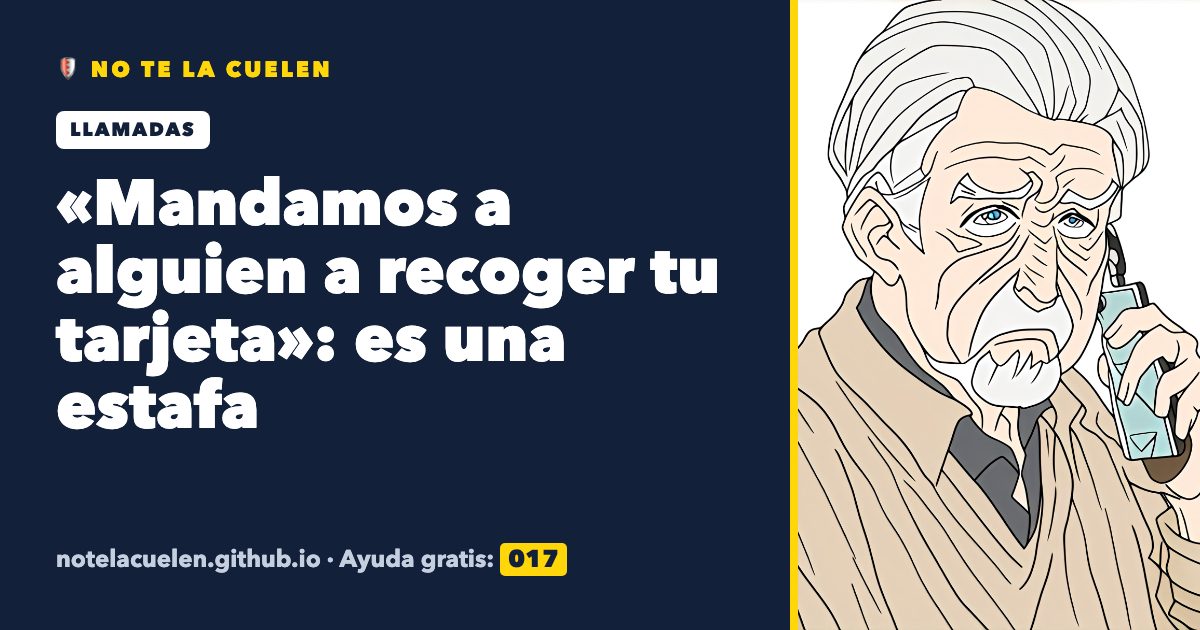 NO TE LA CUELEN
LLAMADAS
«Mandamos a
alguien a recoger tu
tarjeta»: es una
estafa
notelacuelen.github.io · Ayuda gratis: 017